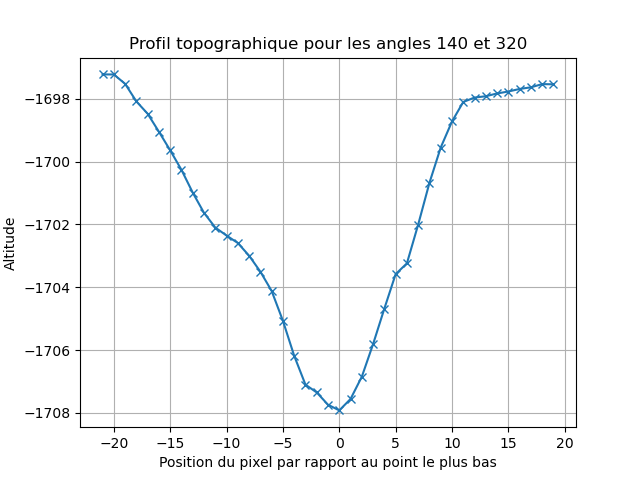 Profil topographique pour les angles 140 et 320
−1698
−1700
−1702
−1704
−1706
−1708
Altitude
−20 −15 −10 −5 0 5 10 15 20
Position du pixel par rapport au point le plus bas